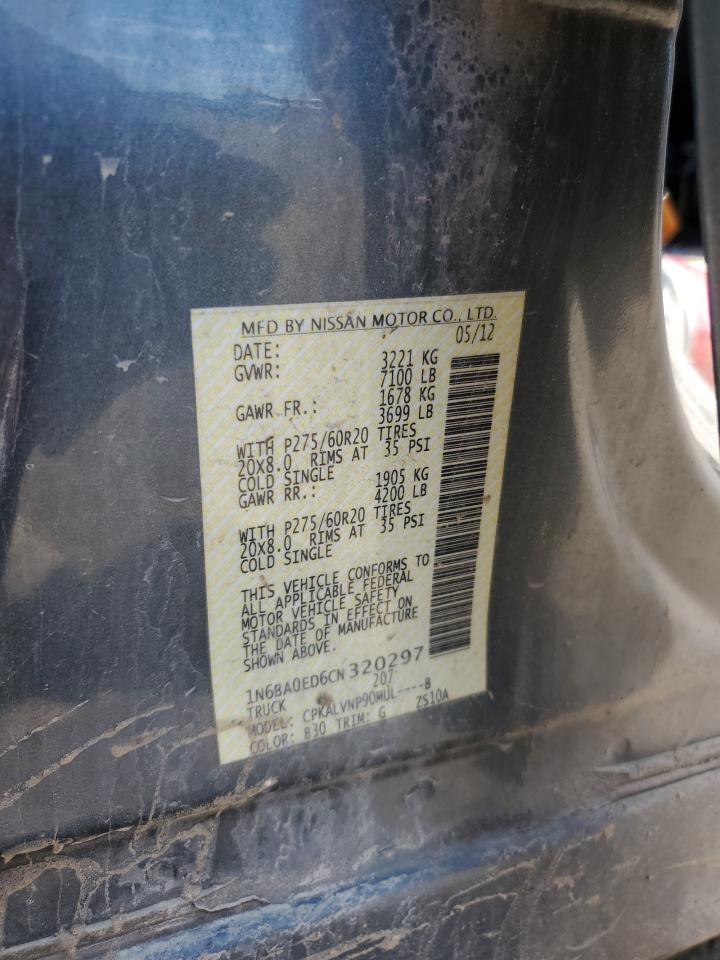 MFD BY NISSAN MOTOR CO., LTD.
DATE: 05/12
GVWR: 3221 KG
7100 LB
GAWR FR.: 1678 KG
3699 LB
WITH P275/60R20 TIRES
20X8.0 RIMS AT 35 PSI
COLD SINGLE
GAWR RR.: 1905 KG
4200 LB
WITH P275/60R20 TIRES
20X8.0 RIMS AT 35 PSI
COLD SINGLE
THIS VEHICLE CONFORMS TO
ALL APPLICABLE FEDERAL
MOTOR VEHICLE SAFETY
STANDARDS IN EFFECT ON
THE DATE OF MANUFACTURE
SHOWN ABOVE.
1N6BA0ED6CN320297
TRUCK 207
MODEL: CPKALVNP90MUL----B
COLOR: B30 TRIM: G ZS10A